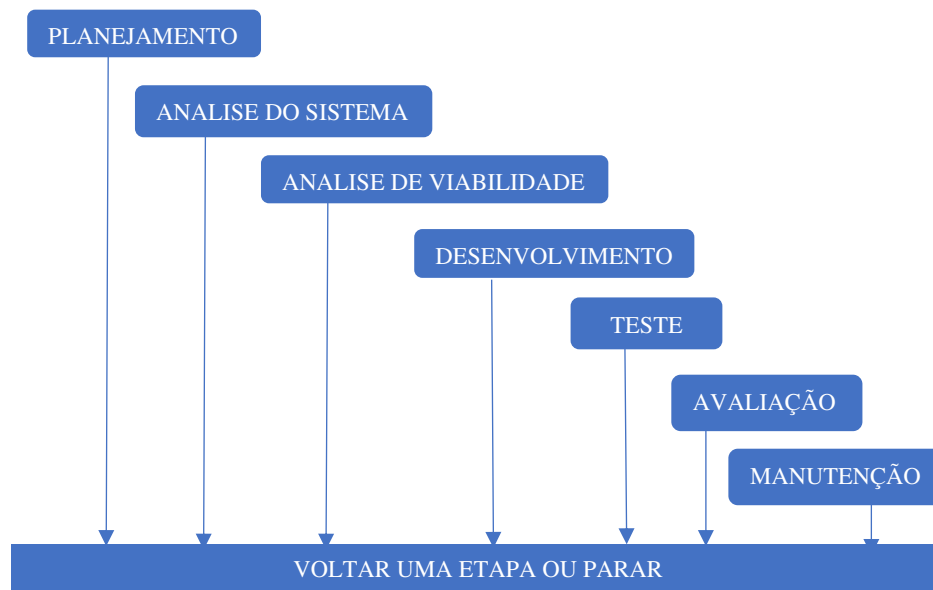 PLANEJAMENTO
ANALISE DO SISTEMA
ANALISE DE VIABILIDADE
DESENVOLVIMENTO
TESTE
AVALIAÇÃO
MANUTENÇÃO
VOLTAR UMA ETAPA OU PARAR